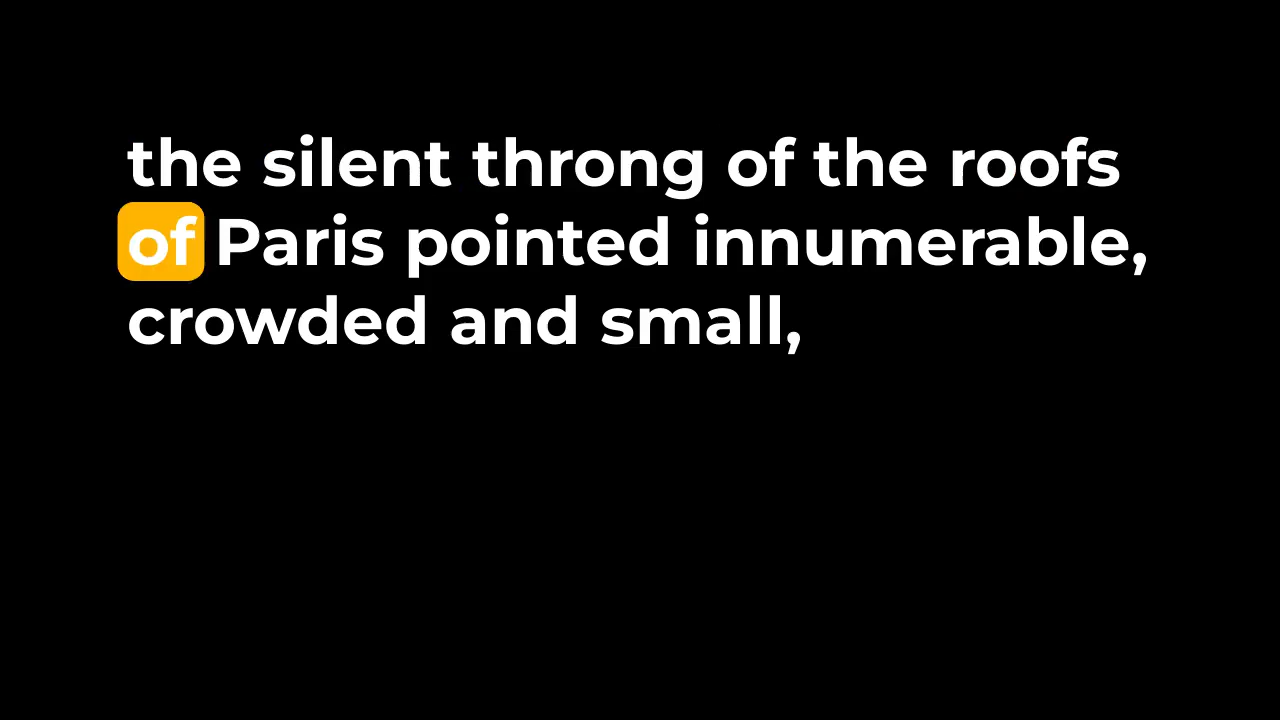 the silent throng of the roofs
of Paris pointed innumerable,
crowded and small,